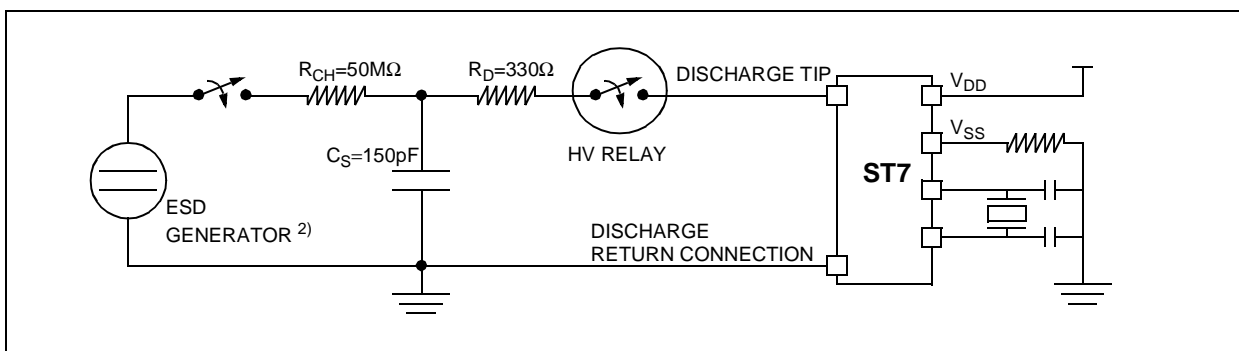 R_CH=50MΩ
R_D=330Ω
DISCHARGE TIP
V_DD
V_SS
HV RELAY
C_S=150pF
ST7
ESD
GENERATOR 2)
DISCHARGE
RETURN CONNECTION